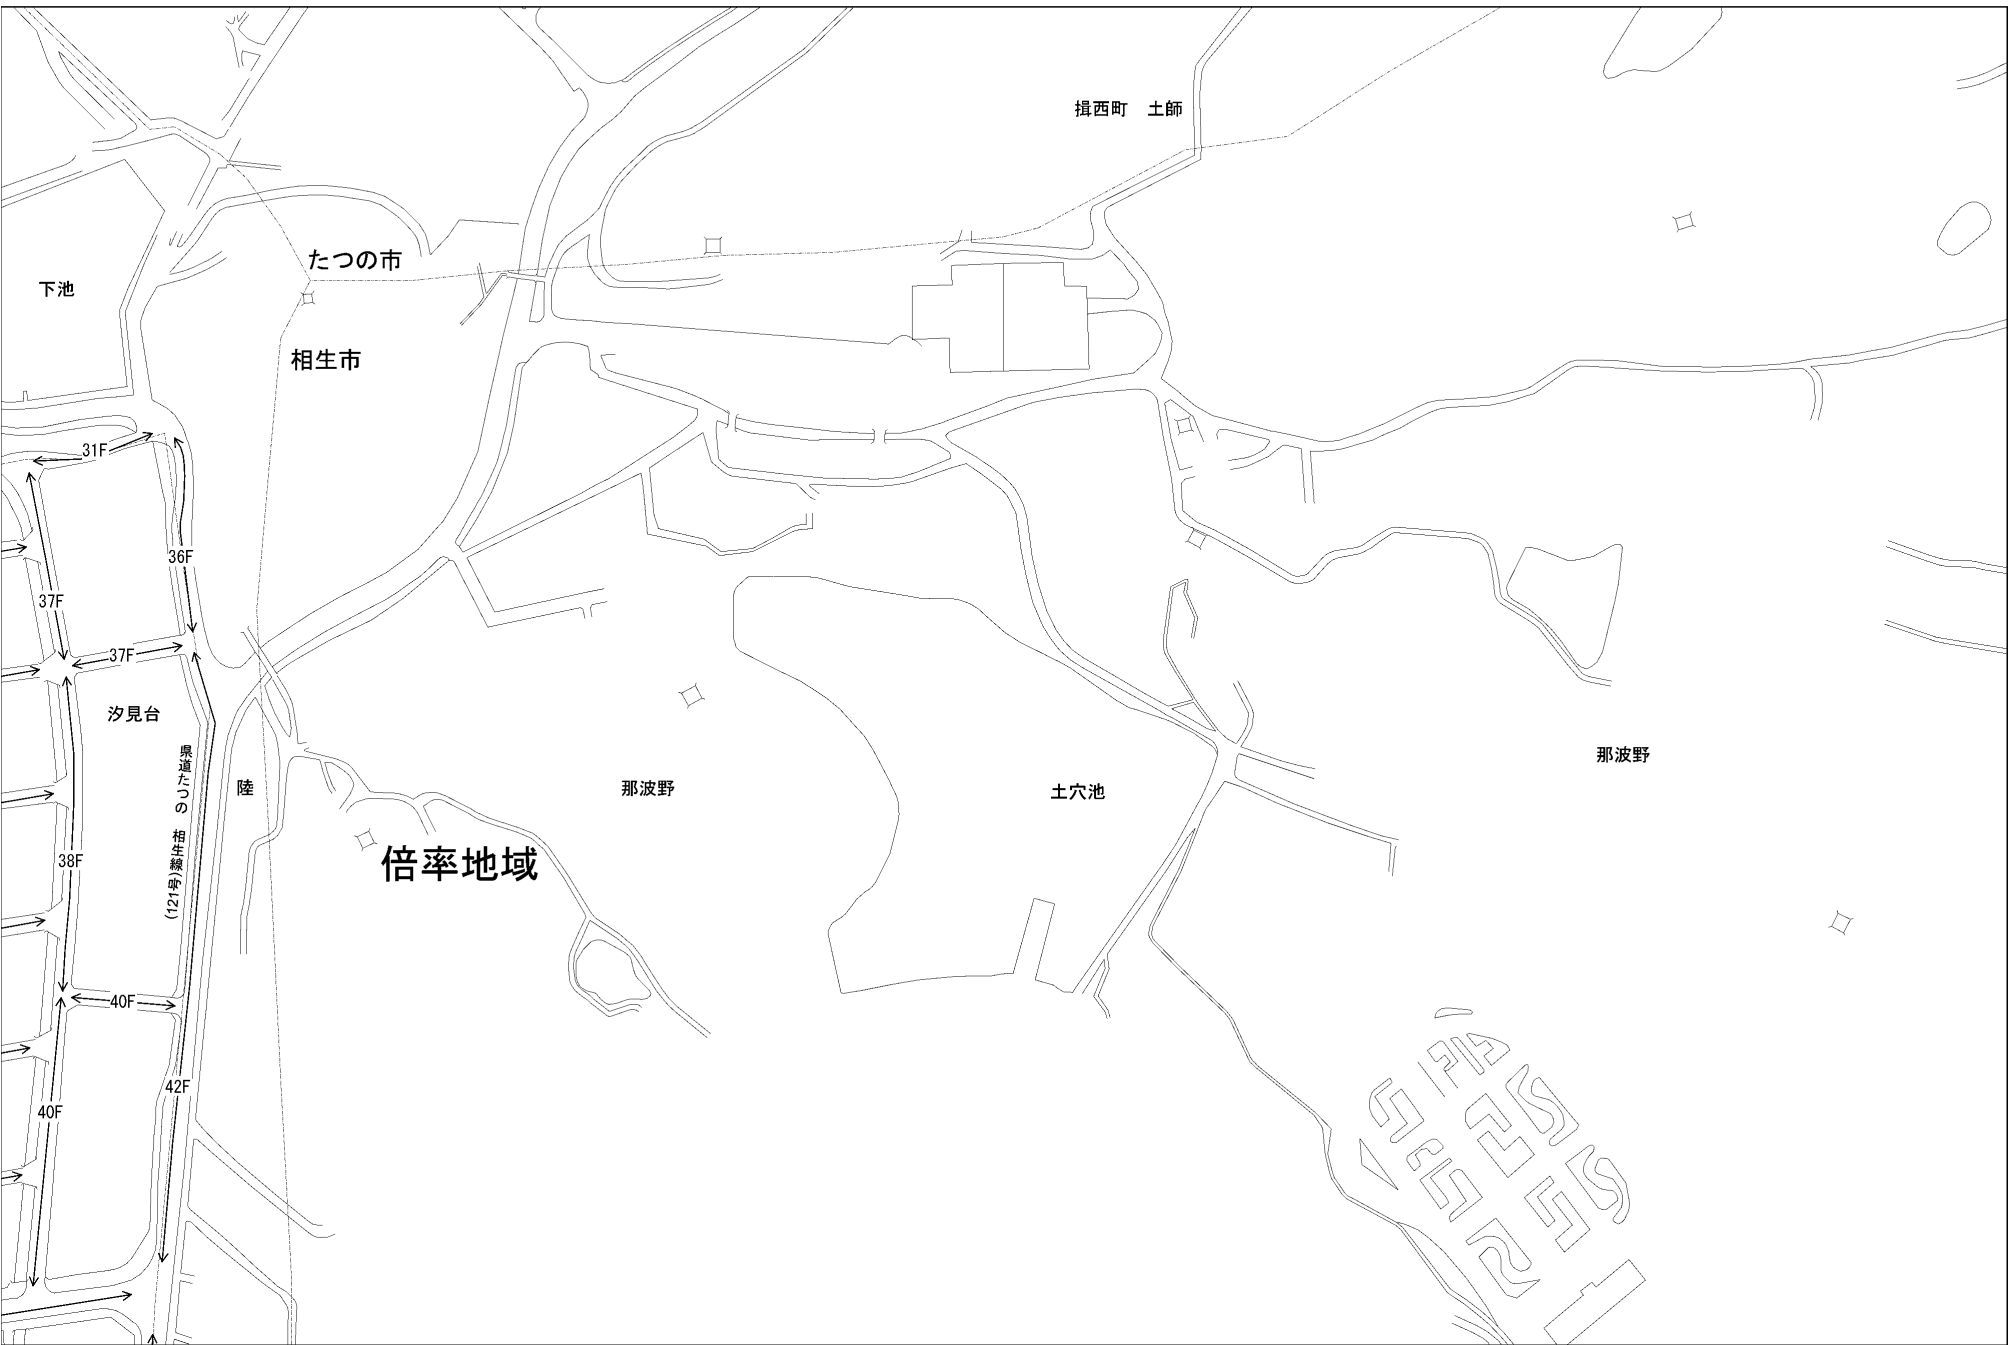 揖西町　土師
たつの市
下池
相生市
31F
36F
37F
37F
汐見台
県道たつの　相生線
(121号)
陸
那波野
土穴池
那波野
倍率地域
38F
40F
42F
40F